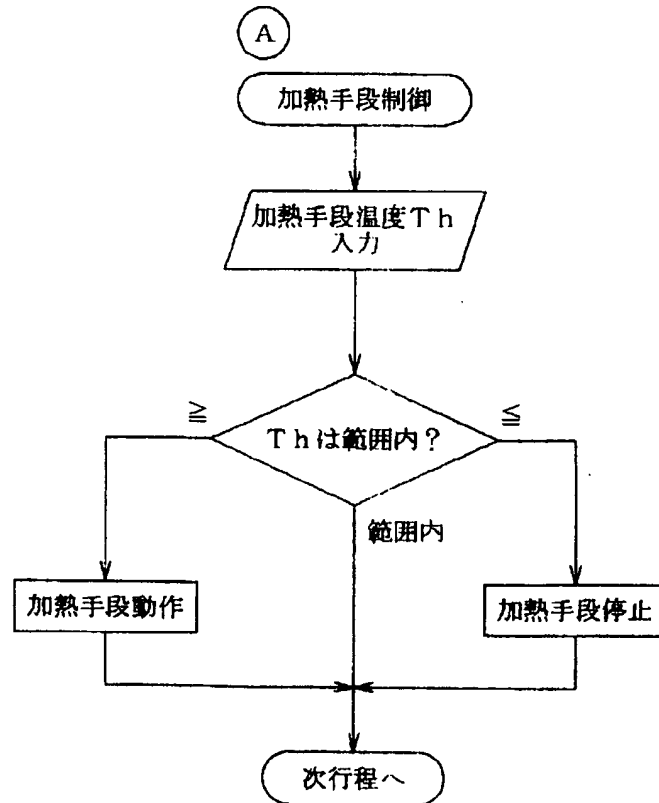 A
加熱手段制御
加熱手段温度Th
入力
≧
≦
Thは範囲内?
範囲内
加熱手段動作
加熱手段停止
次行程へ